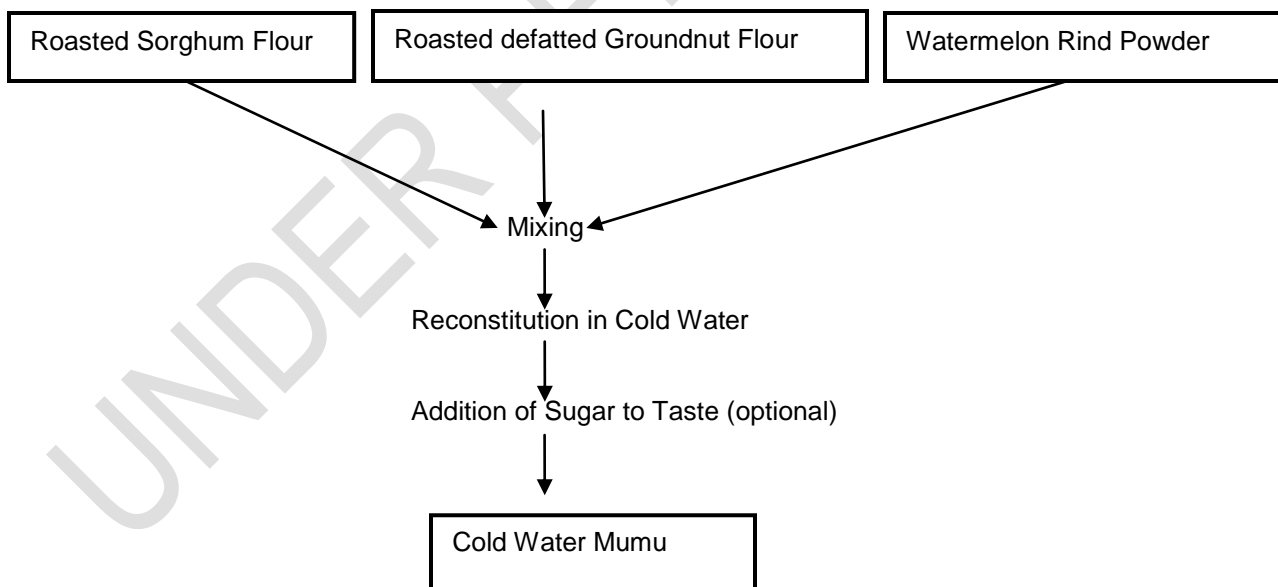 Roasted Sorghum Flour
Roasted defatted Groundnut Flour
Watermelon Rind Powder
Mixing
Reconstitution in Cold Water
Addition of Sugar to Taste (optional)
Cold Water Mumu
UNDER